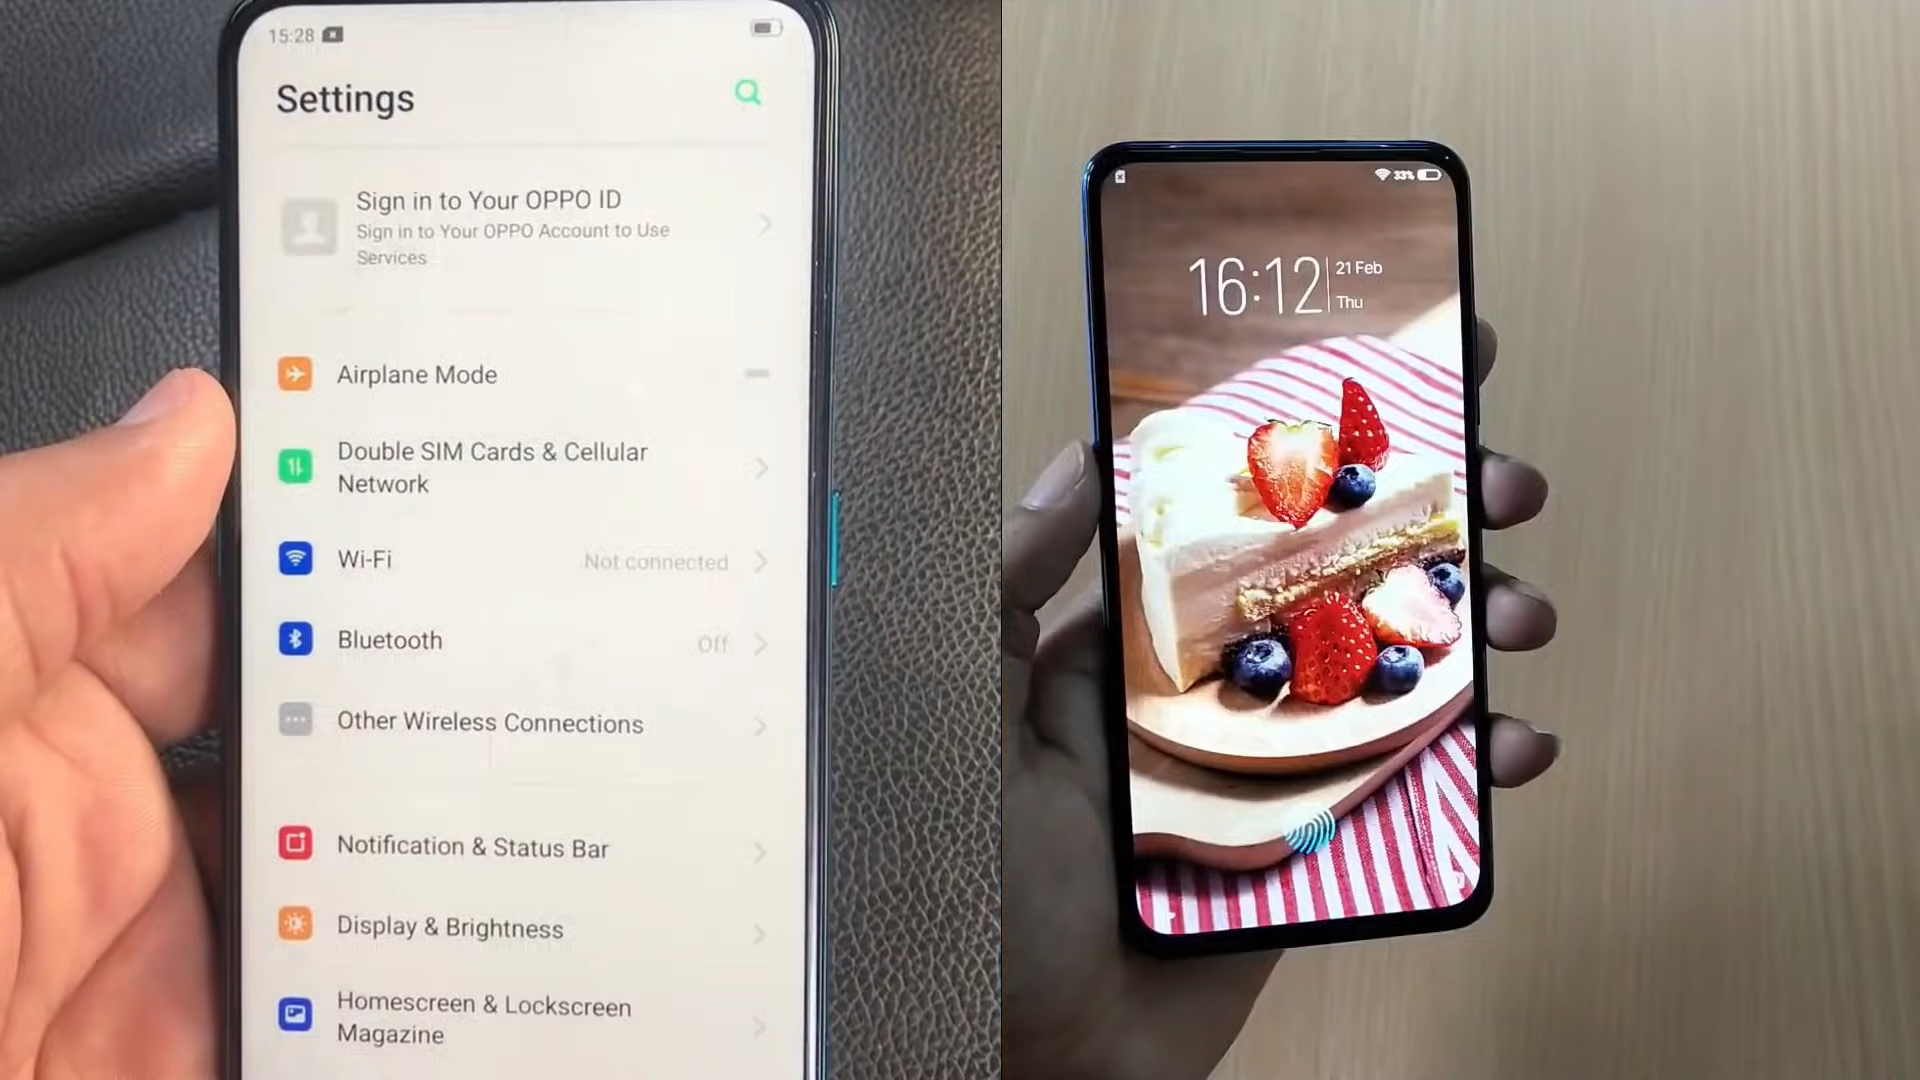 15:28
Settings
Sign in to Your OPPO ID
Sign in to Your OPPO Account to Use
Services
Airplane Mode
Double SIM Cards & Cellular
Network
Wi-Fi
Not connected
Bluetooth
Off
Other Wireless Connections
Notification & Status Bar
Display & Brightness
Homescreen & Lockscreen
Magazine
33%
16:12
21 Feb
Thu